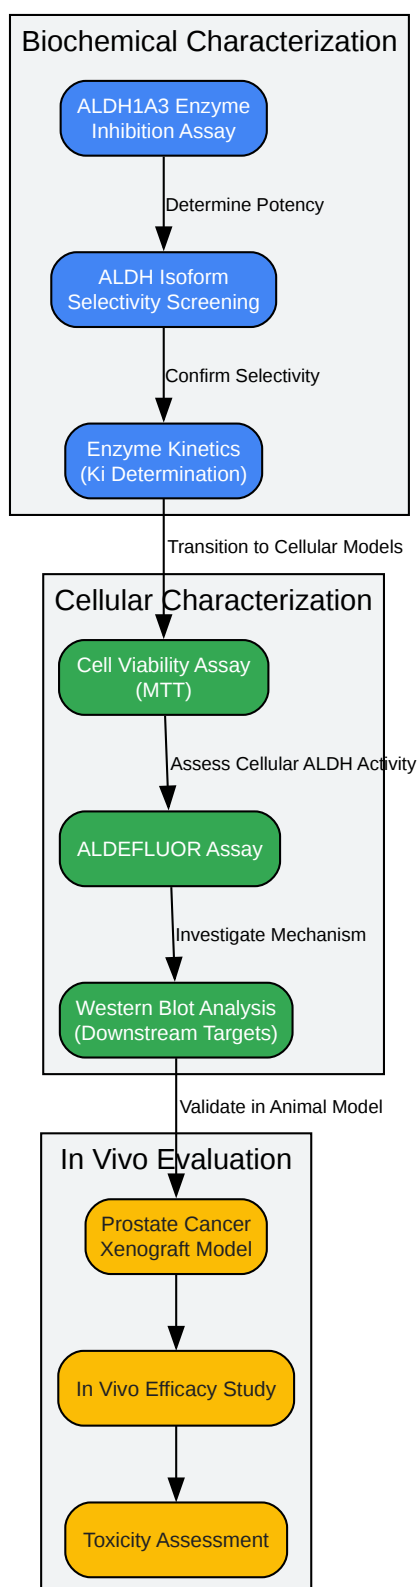 Biochemical Characterization
ALDH1A3 Enzyme
Inhibition Assay
Determine Potency
ALDH Isoform
Selectivity Screening
Confirm Selectivity
Enzyme Kinetics
(Ki Determination)
Transition to Cellular Models
Cellular Characterization
Cell Viability Assay
(MTT)
Assess Cellular ALDH Activity
ALDEFLUOR Assay
Investigate Mechanism
Western Blot Analysis
(Downstream Targets)
Validate in Animal Model
In Vivo Evaluation
Prostate Cancer
Xenograft Model
In Vivo Efficacy Study
Toxicity Assessment